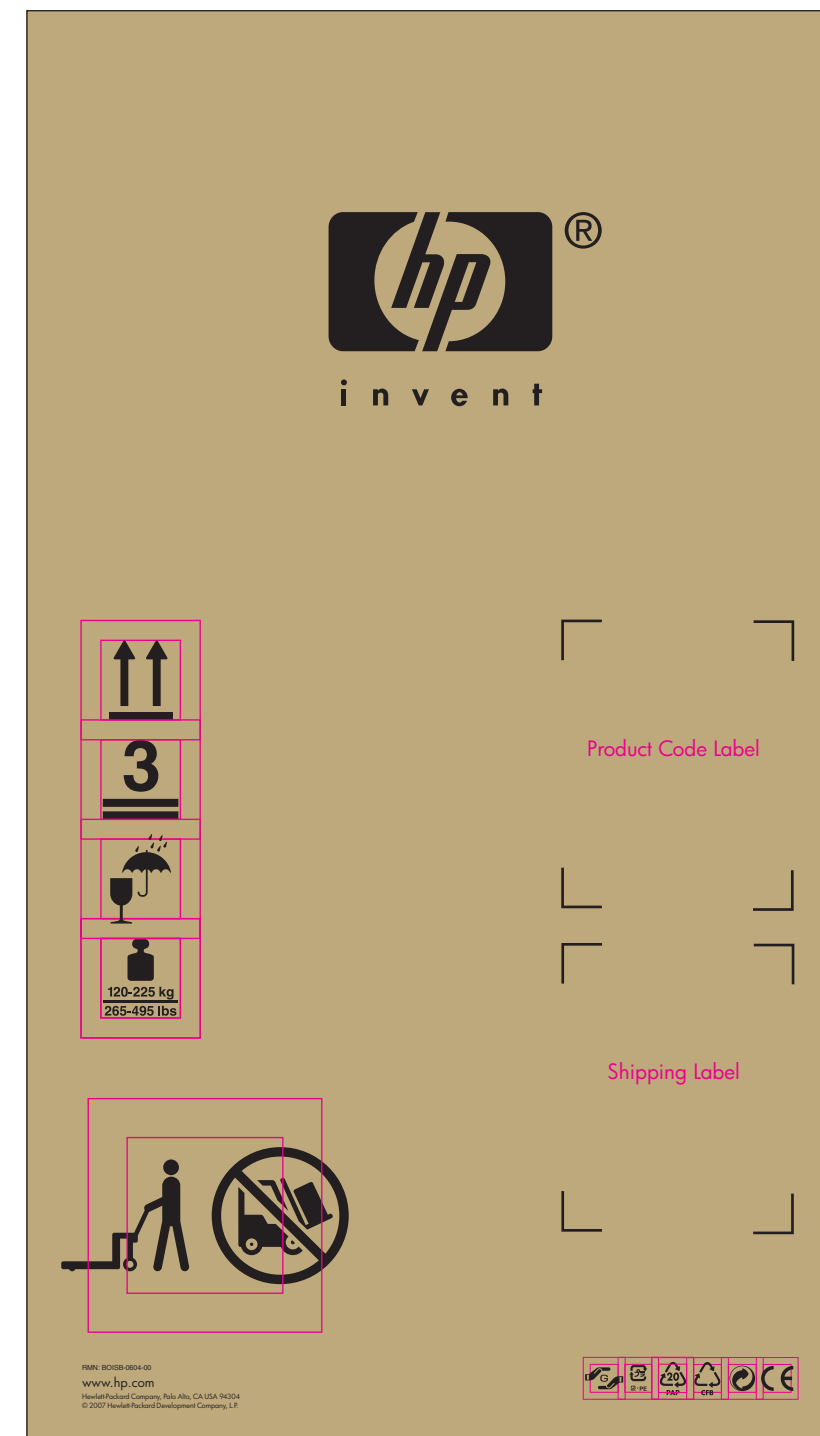 hp ®
invent
3
120-225 kg
265-495 lbs
Product Code Label
Shipping Label
RMN: BOISB-0604-00
www.hp.com
Hewlett-Packard Company, Palo Alto, CA USA 94304
© 2007 Hewlett-Packard Development Company, L.P.
G
PE
20
PAP
CFB
CE